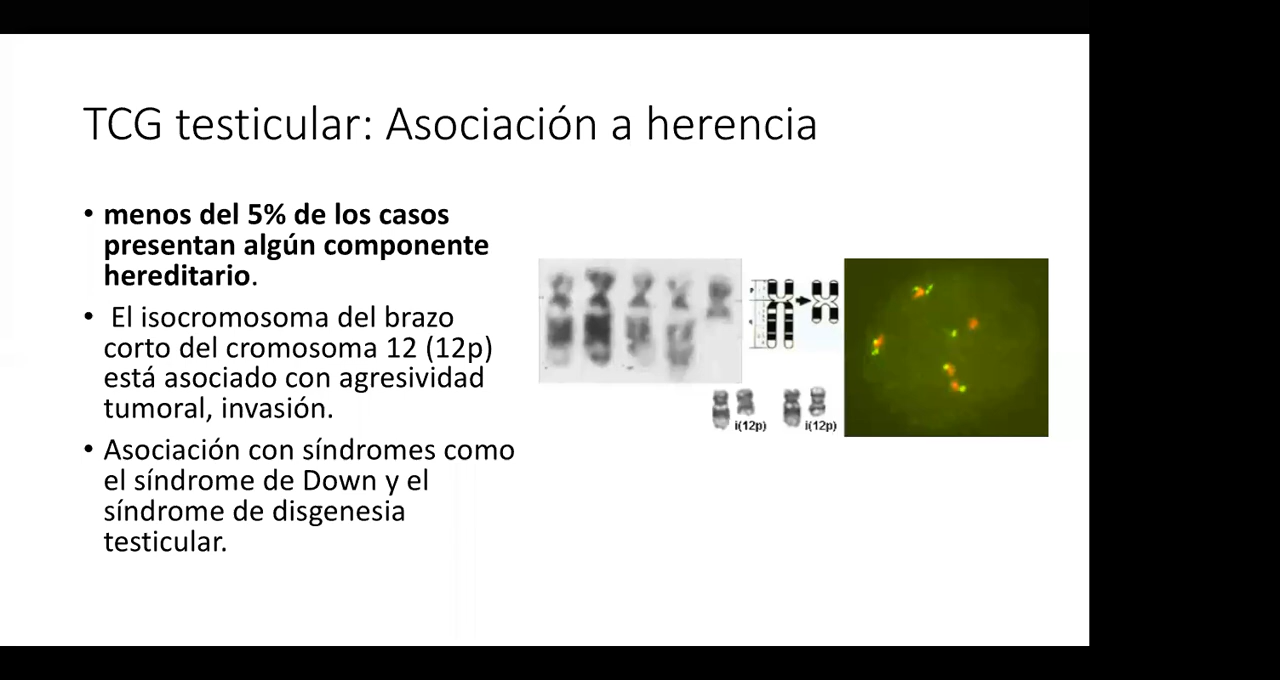 TCG testicular: Asociación a herencia
• menos del 5% de los casos
presentan algún componente
hereditario.
• El isocromosoma del brazo
corto del cromosoma 12 (12p)
está asociado con agresividad
tumoral, invasión.
• Asociación con síndromes como
el síndrome de Down y el
síndrome de disgenesia
testicular.
i(12p)
i(12p)